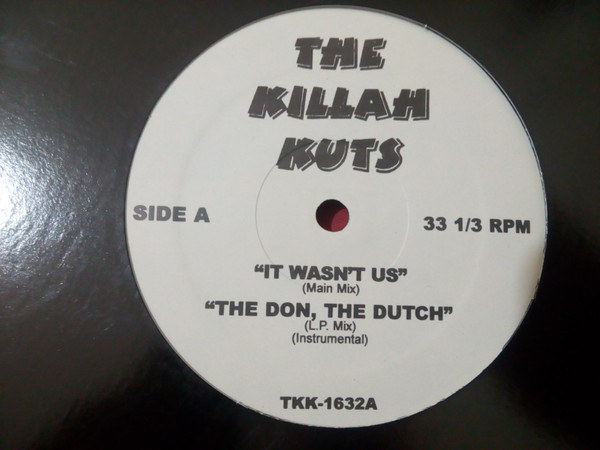 THE
KILLAH
KUTS
SIDE A
33 1/3 RPM
"IT WASN'T US"
(Main Mix)
"THE DON, THE DUTCH"
(L.P. Mix)
(Instrumental)
TKK-1632A